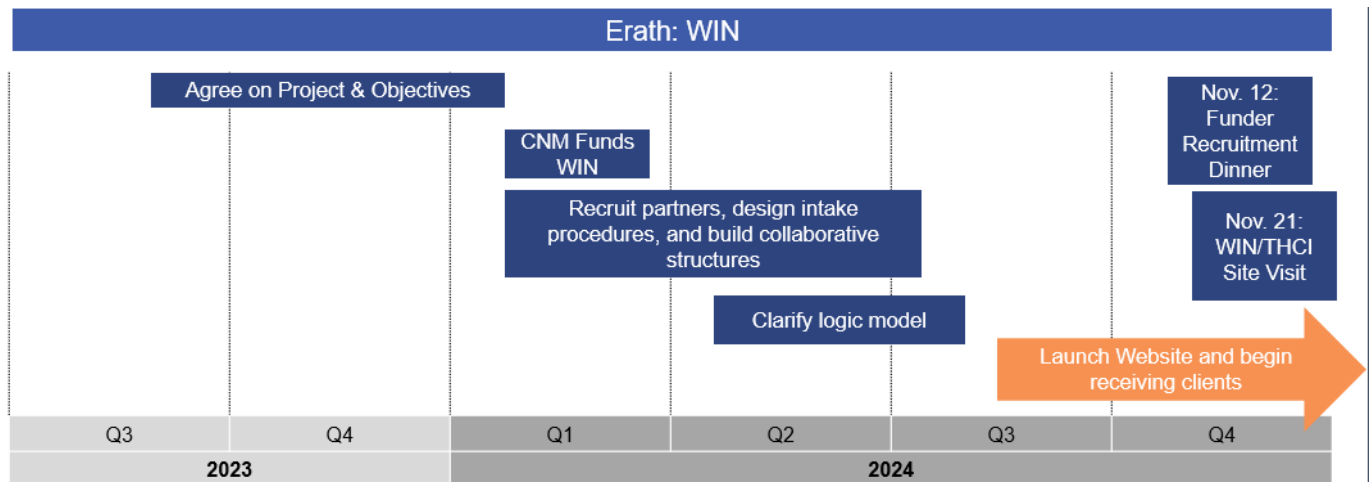 Erath: WIN
Agree on Project & Objectives
CNM Funds
WIN
Recruit partners, design intake
procedures, and build collaborative
structures
Clarify logic model
Nov. 12:
Funder
Recruitment
Dinner
Nov. 21:
WIN/THCI
Site Visit
Launch Website and begin
receiving clients
Q3 Q4 Q1 Q2 Q3 Q4
2023 2024